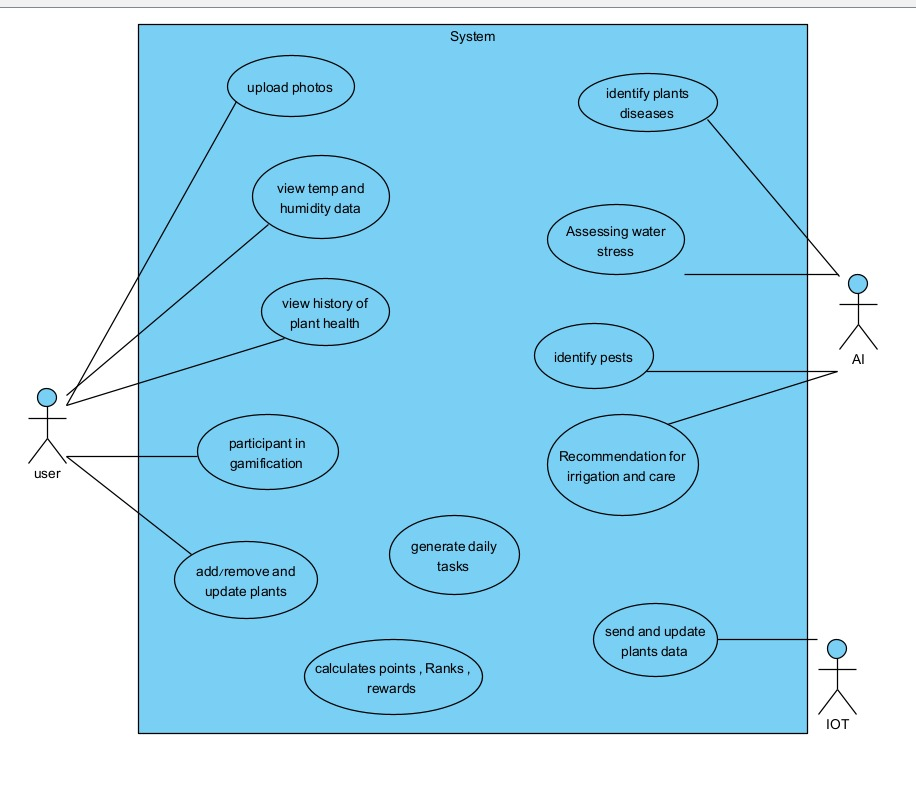 System
upload photos
identify plants
diseases
view temp and
humidity data
Assessing water
stress
view history of
plant health
identify pests
AI
user
participant in
gamification
Recommendation for
irrigation and care
generate daily
tasks
add/remove and
update plants
send and update
plants data
calculates points , Ranks ,
rewards
IOT